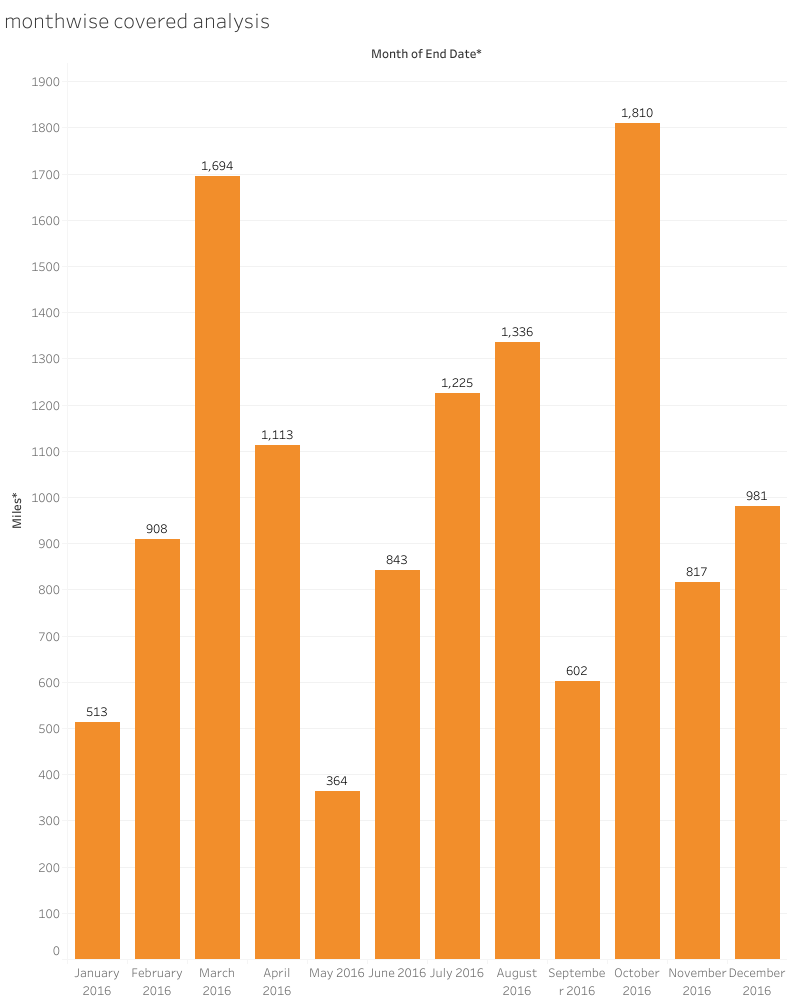 monthwise covered analysis
Month of End Date*
1900
1800
1700
1600
1500
1400
1300
1200
1100
1000
900
800
700
600
500
400
300
200
100
0
Miles*
513
908
1,694
1,113
364
843
1,225
1,336
602
1,810
817
981
January
2016
February
2016
March
2016
April
2016
May 2016
June 2016
July 2016
August
2016
Septembe
r 2016
October
2016
November
2016
December
2016